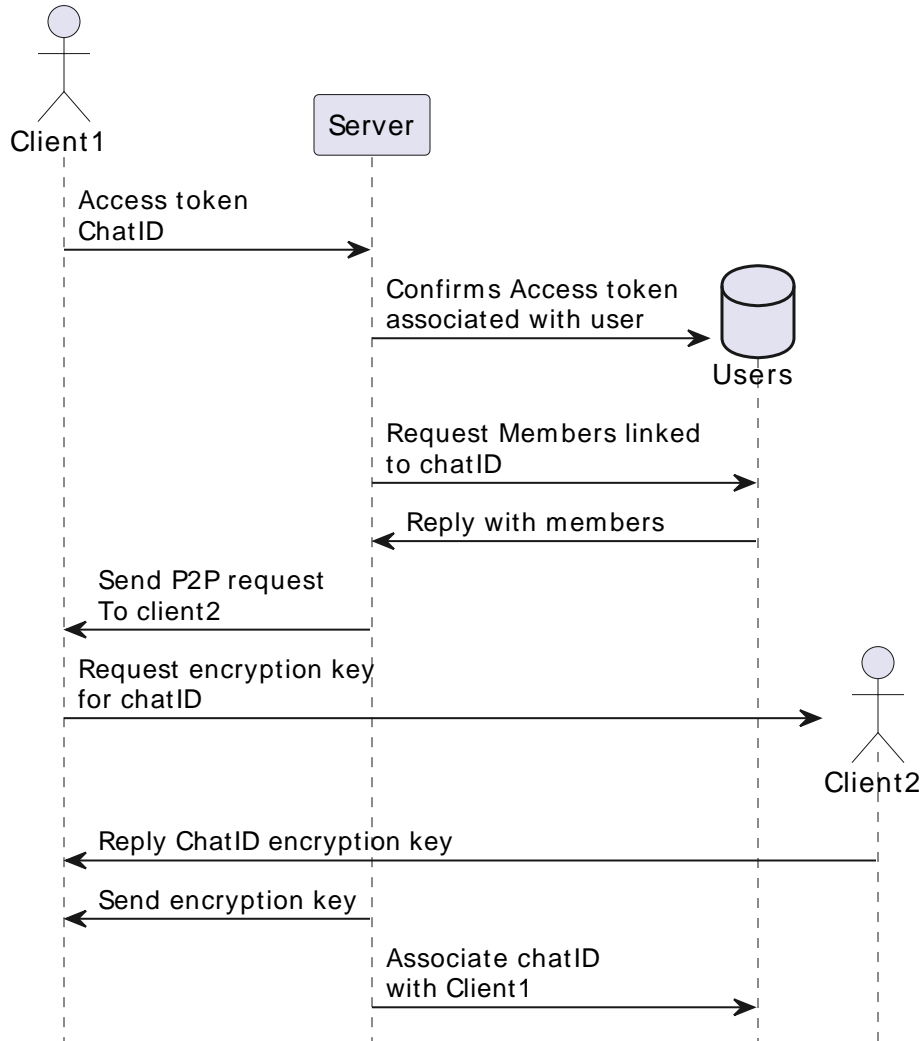 Client1
Server
Access token
ChatID
Confirms Access token
associated with user
Users
Request Members linked
to chatID
Reply with members
Send P2P request
To client2
Request encryption key
for chatID
Client2
Reply ChatID encryption key
Send encryption key
Associate chatID
with Client1